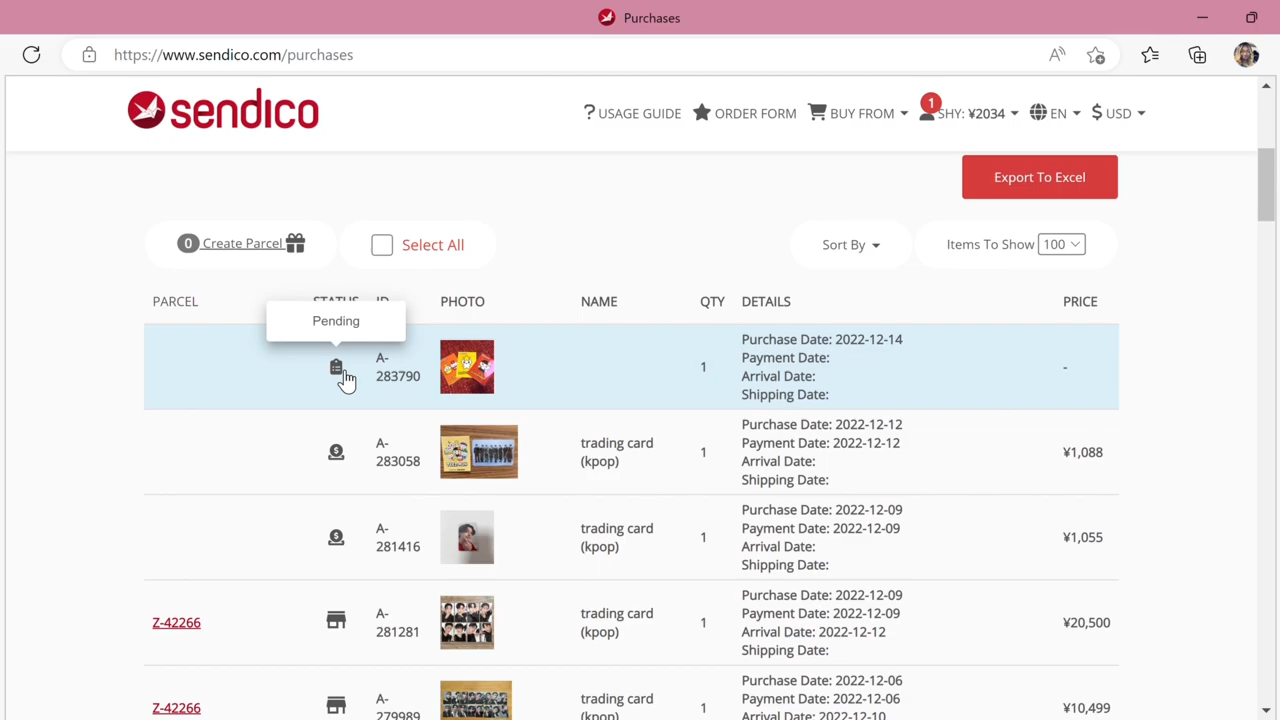 Purchases
https://www.sendico.com/purchases
sendico
? USAGE GUIDE ORDER FORM BUY FROM 1 SHY: ¥2034 EN $ USD
Export To Excel
0 Create Parcel Select All Sort By Items To Show 100
PARCEL STATUS ID PHOTO NAME QTY DETAILS PRICE
Pending
A-
283790
1
Purchase Date: 2022-12-14
Payment Date:
Arrival Date:
Shipping Date:
-
A-
283058
trading card
(kpop)
1
Purchase Date: 2022-12-12
Payment Date: 2022-12-12
Arrival Date:
Shipping Date:
¥1,088
A-
281416
trading card
(kpop)
1
Purchase Date: 2022-12-09
Payment Date: 2022-12-09
Arrival Date:
Shipping Date:
¥1,055
Z-42266
A-
281281
trading card
(kpop)
1
Purchase Date: 2022-12-09
Payment Date: 2022-12-09
Arrival Date: 2022-12-12
Shipping Date:
¥20,500
Z-42266
A-
279989
trading card
(kpop)
1
Purchase Date: 2022-12-06
Payment Date: 2022-12-06
Arrival Date: 2022-12-10
¥10,499